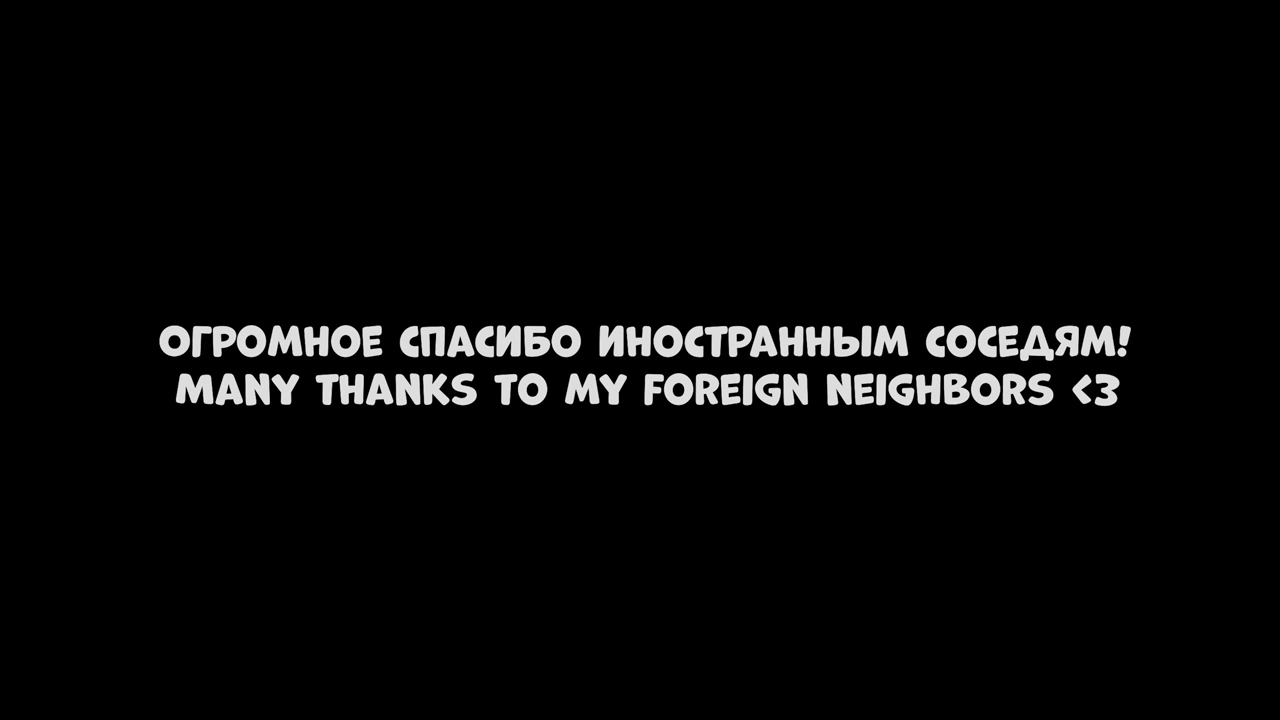 ОГРОМНОЕ СПАСИБО ИНОСТРАННЫМ СОСЕДЯМ!
MANY THANKS TO MY FOREIGN NEIGHBORS <3